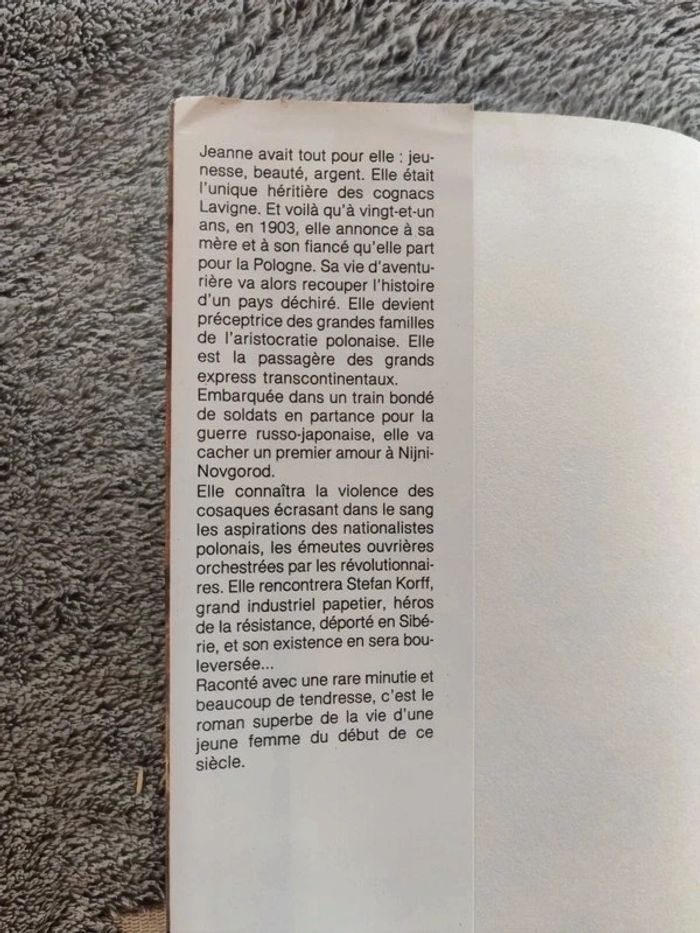 Jeanne avait tout pour elle : jeu-
nesse, beauté, argent. Elle était
l'unique héritière des cognacs
Lavigne. Et voilà qu'à vingt-et-un
ans, en 1903, elle annonce à sa
mère et à son fiancé qu'elle part
pour la Pologne. Sa vie d'aventu-
rière va alors recouper l'histoire
d'un pays déchiré. Elle devient
préceptrice des grandes familles
de l'aristocratie polonaise. Elle
est la passagère des grands
express transcontinentaux.
Embarquée dans un train bondé
de soldats en partance pour la
guerre russo-japonaise, elle va
cacher un premier amour à Nijni-
Novgorod.
Elle connaîtra la violence des
cosaques écrasant dans le sang
les aspirations des nationalistes
polonais, les émeutes ouvrières
orchestrées par les révolutionnai-
res. Elle rencontrera Stefan Korff,
grand industriel papetier, héros
de la résistance, déporté en Sibé-
rie, et son existence en sera bou-
leversée...
Raconté avec une rare minutie et
beaucoup de tendresse, c'est le
roman superbe de la vie d'une
jeune femme du début de ce
siècle.